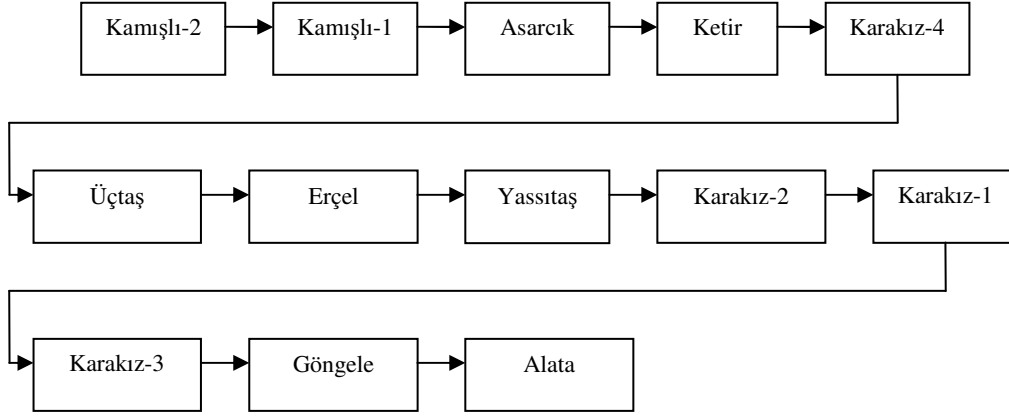 Kamışlı-2
Kamışlı-1
Asarcık
Ketir
Karakız-4
Üçtaş
Erçel
Yassıtaş
Karakız-2
Karakız-1
Karakız-3
Göngele
Alata